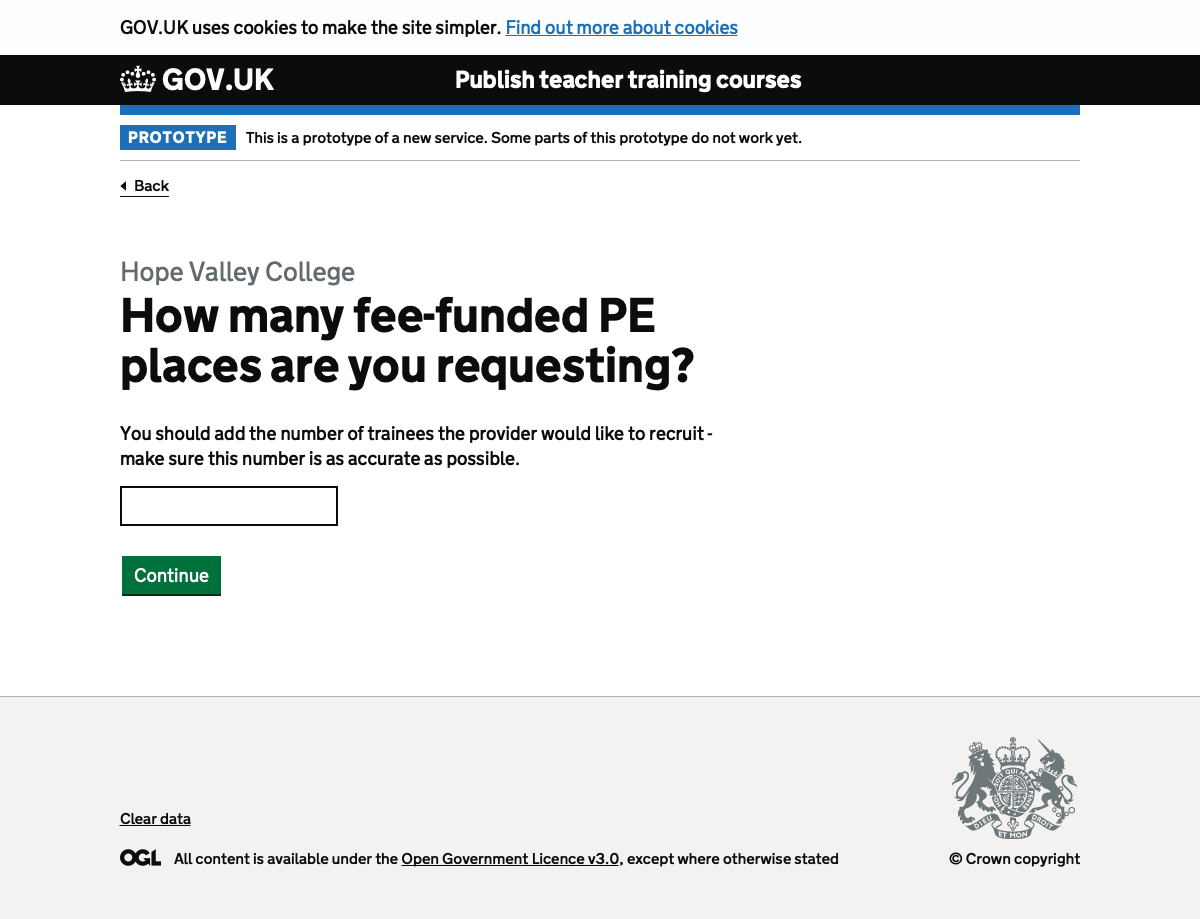 GOV.UK uses cookies to make the site simpler. Find out more about cookies
GOV.UK Publish teacher training courses
PROTOTYPE This is a prototype of a new service. Some parts of this prototype do not work yet.
Back
Hope Valley College
How many fee-funded PE
places are you requesting?
You should add the number of trainees the provider would like to recruit -
make sure this number is as accurate as possible.
Continue
DIEU ET MON DROIT
Clear data
OGL All content is available under the Open Government Licence v3.0, except where otherwise stated
© Crown copyright